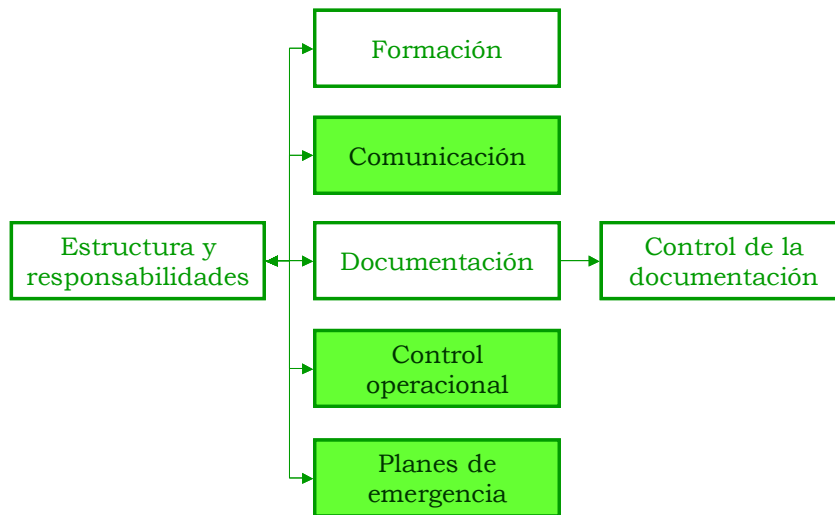 Formación
Comunicación
Estructura y
responsabilidades
Documentación
Control de la
documentación
Control
operacional
Planes de
emergencia